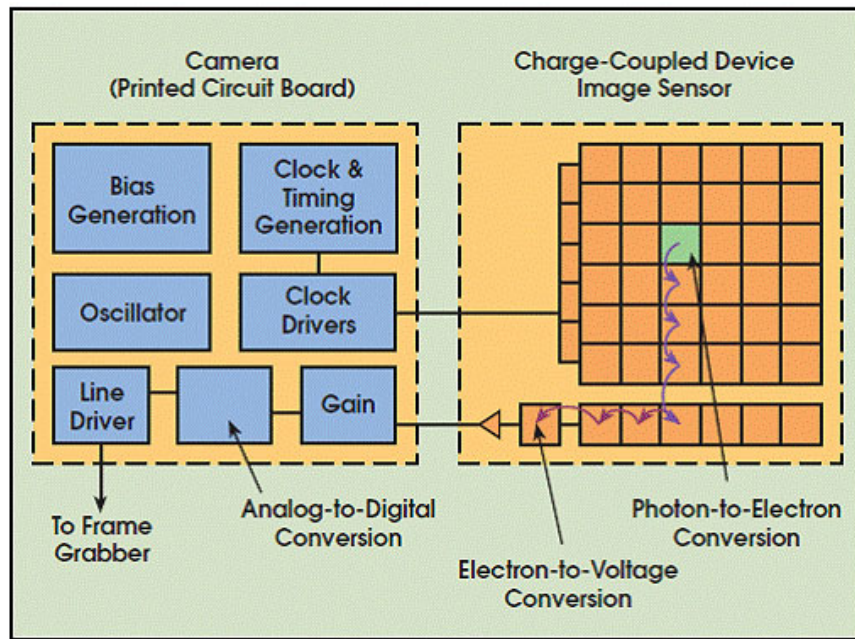 Camera
(Printed Circuit Board)
Charge-Coupled Device
Image Sensor
Bias
Generation
Clock &
Timing
Generation
Oscillator
Clock
Drivers
Line
Driver
Gain
To Frame
Grabber
Analog-to-Digital
Conversion
Electron-to-Voltage
Conversion
Photon-to-Electron
Conversion